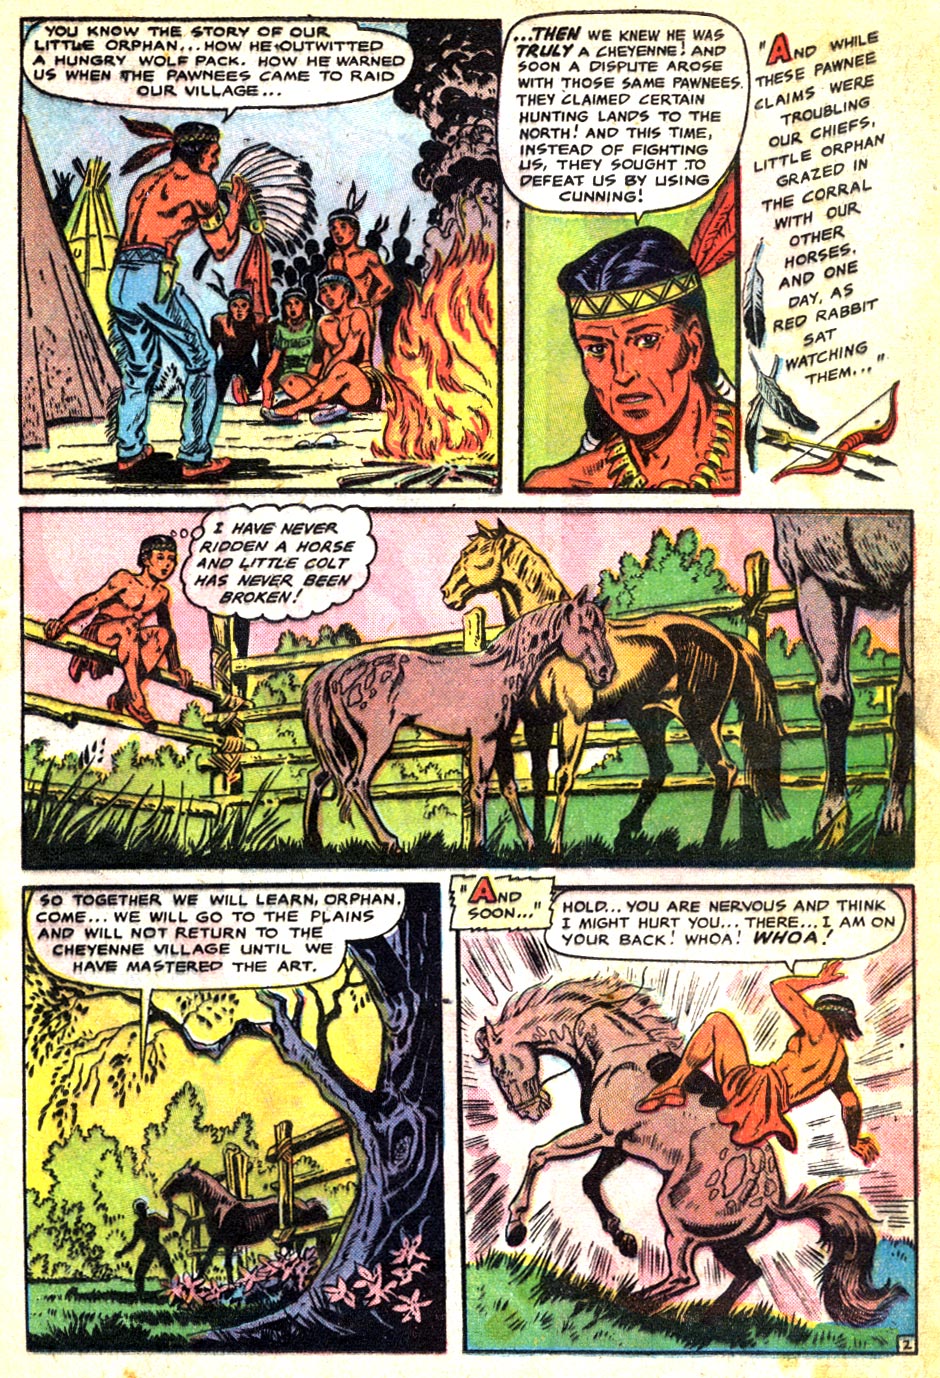 YOU KNOW THE STORY OF OUR
LITTLE ORPHAN... HOW HE OUTWITTED
A HUNGRY WOLF PACK. HOW HE WARNED
US WHEN THE PAWNEES CAME TO RAID
OUR VILLAGE...
...THEN WE KNEW HE WAS
TRULY A CHEYENNE! AND
SOON A DISPUTE AROSE
WITH THOSE SAME PAWNEES.
THEY CLAIMED CERTAIN
HUNTING LANDS TO THE
NORTH! AND THIS TIME,
INSTEAD OF FIGHTING
US, THEY SOUGHT TO
DEFEAT US BY USING
CUNNING!
"AND WHILE
THESE PAWNEE
CLAIMS WERE
TROUBLING
OUR CHIEFS,
LITTLE ORPHAN
GRAZED IN
THE CORRAL
WITH OUR
OTHER
HORSES.
AND ONE
DAY, AS
RED RABBIT
SAT
WATCHING
THEM..."
I HAVE NEVER
RIDDEN A HORSE
AND LITTLE COLT
HAS NEVER BEEN
BROKEN!
SO TOGETHER WE WILL LEARN, ORPHAN.
COME... WE WILL GO TO THE PLAINS
AND WILL NOT RETURN TO THE
CHEYENNE VILLAGE UNTIL WE
HAVE MASTERED THE ART.
"AND
SOON..."
HOLD... YOU ARE NERVOUS AND THINK
I MIGHT HURT YOU... THERE... I AM ON
YOUR BACK! WHOA! WHOA!
2